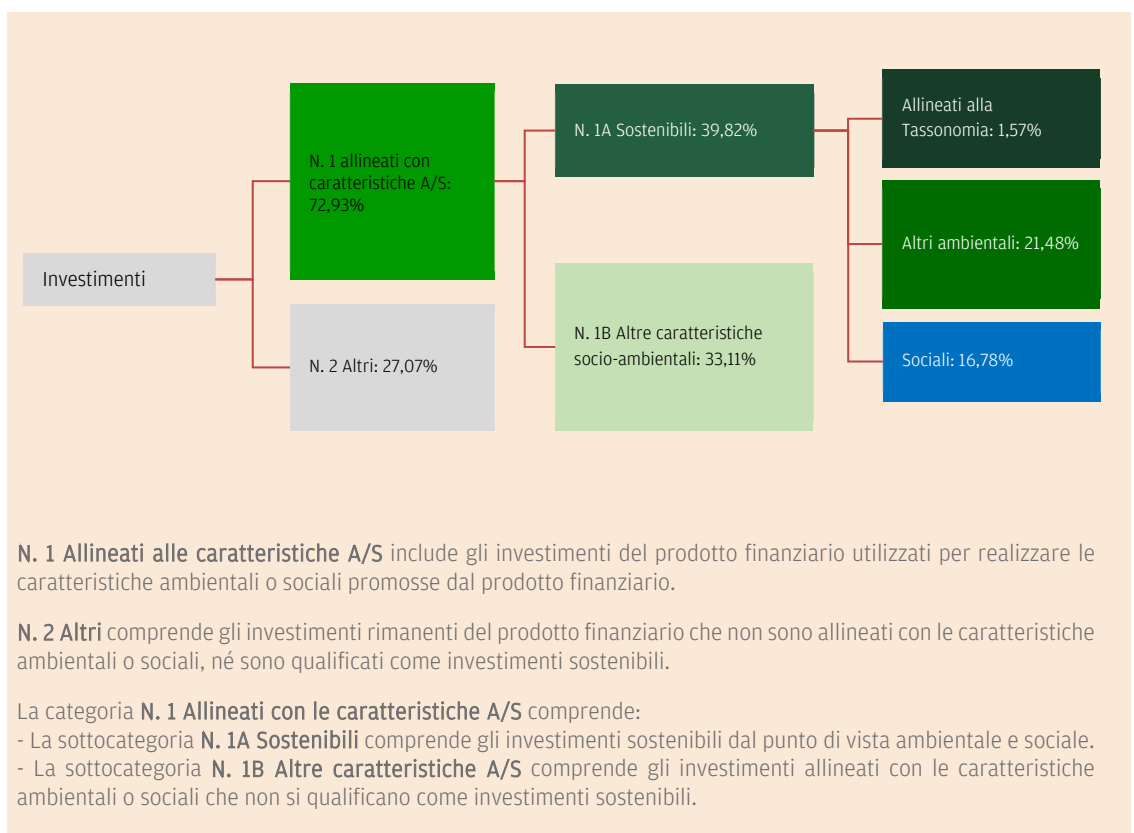 Investimenti
N. 1 allineati con
caratteristiche A/S:
72,93%
N. 2 Altri: 27,07%
N. 1A Sostenibili: 39,82%
N. 1B Altre caratteristiche
socio-ambientali: 33,11%
Allineati alla
Tassonomia: 1,57%
Altri ambientali: 21,48%
Sociali: 16,78%
N. 1 Allineati alle caratteristiche A/S include gli investimenti del prodotto finanziario utilizzati per realizzare le
caratteristiche ambientali o sociali promosse dal prodotto finanziario.
N. 2 Altri comprende gli investimenti rimanenti del prodotto finanziario che non sono allineati con le caratteristiche
ambientali o sociali, né sono qualificati come investimenti sostenibili.
La categoria N. 1 Allineati con le caratteristiche A/S comprende:
- La sottocategoria N. 1A Sostenibili comprende gli investimenti sostenibili dal punto di vista ambientale e sociale.
- La sottocategoria N. 1B Altre caratteristiche A/S comprende gli investimenti allineati con le caratteristiche
ambientali o sociali che non si qualificano come investimenti sostenibili.